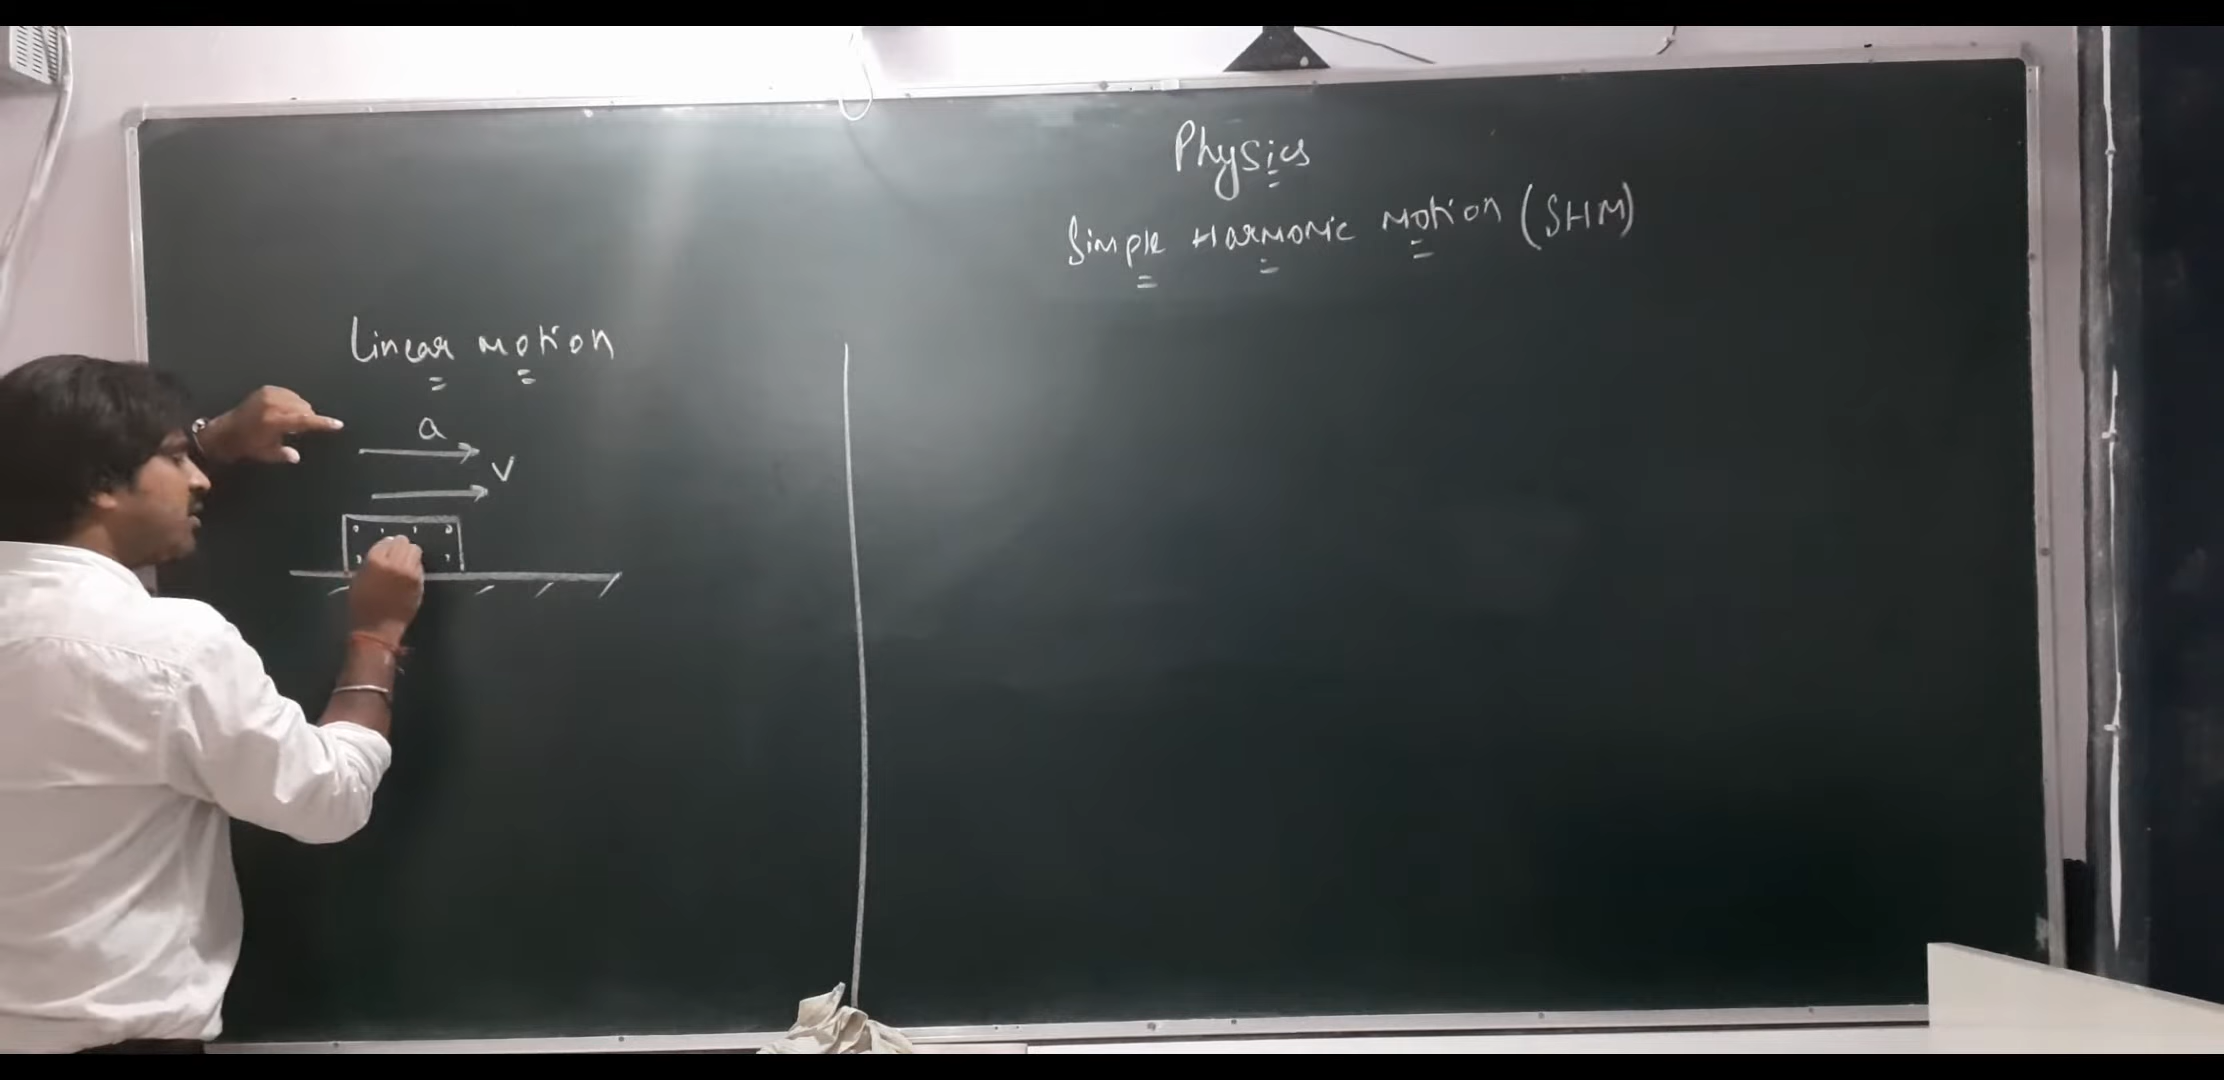 Physics
Simple Harmonic Motion (SHM)
Linear Motion
a
V